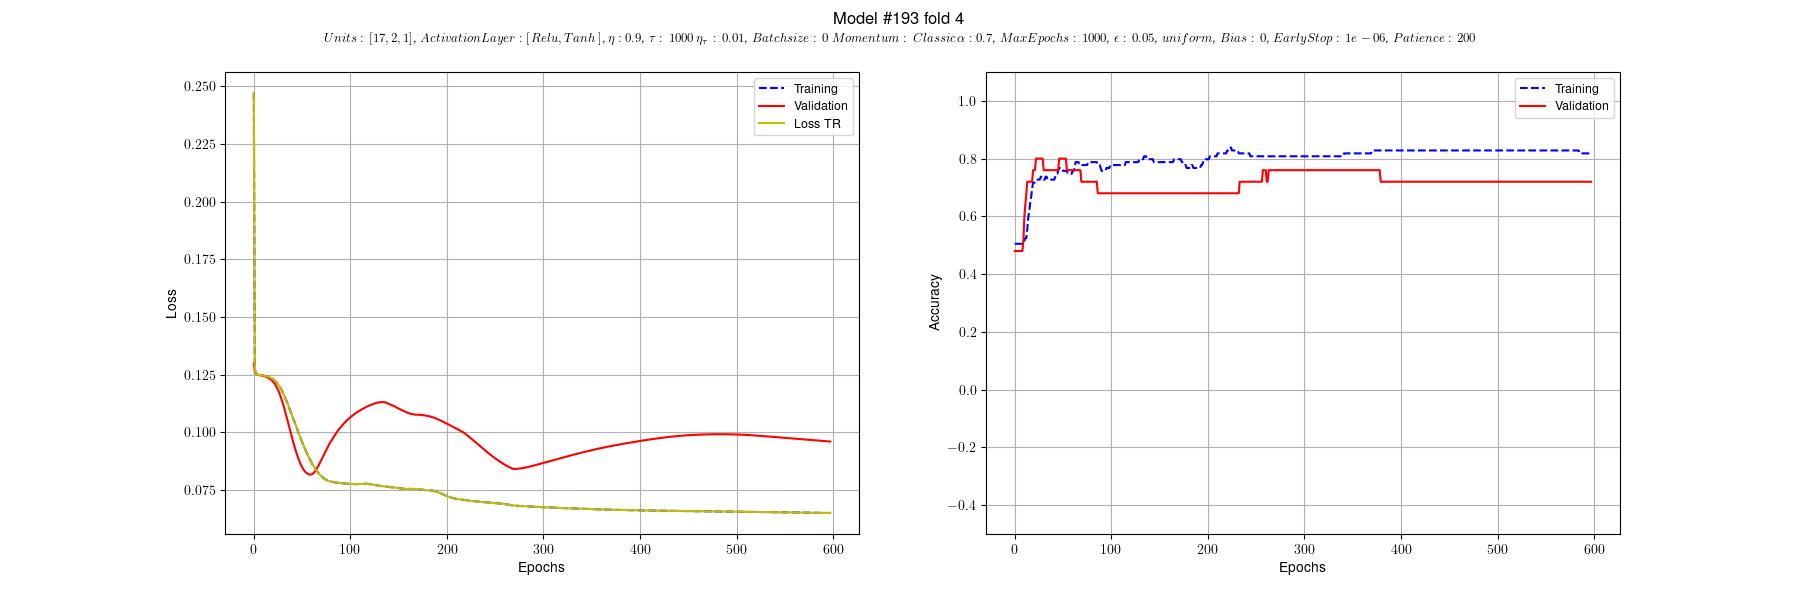 Model #193 fold 4
Units : [17, 2, 1], ActivationLayer : [Relu, Tanh], η : 0.9, τ : 1000 η_τ : 0.01, Batchsize : 0 Momentum : Classicα : 0.7, MaxEpochs : 1000, ϵ : 0.05, uniform, Bias : 0, EarlyStop : 1e − 06, Patience : 200
0.250
0.225
0.200
0.175
0.150
0.125
0.100
0.075
Loss
0 100 200 300 400 500 600
Epochs
Training
Validation
Loss TR
1.0
0.8
0.6
0.4
0.2
0.0
−0.2
−0.4
Accuracy
0 100 200 300 400 500 600
Epochs
Training
Validation